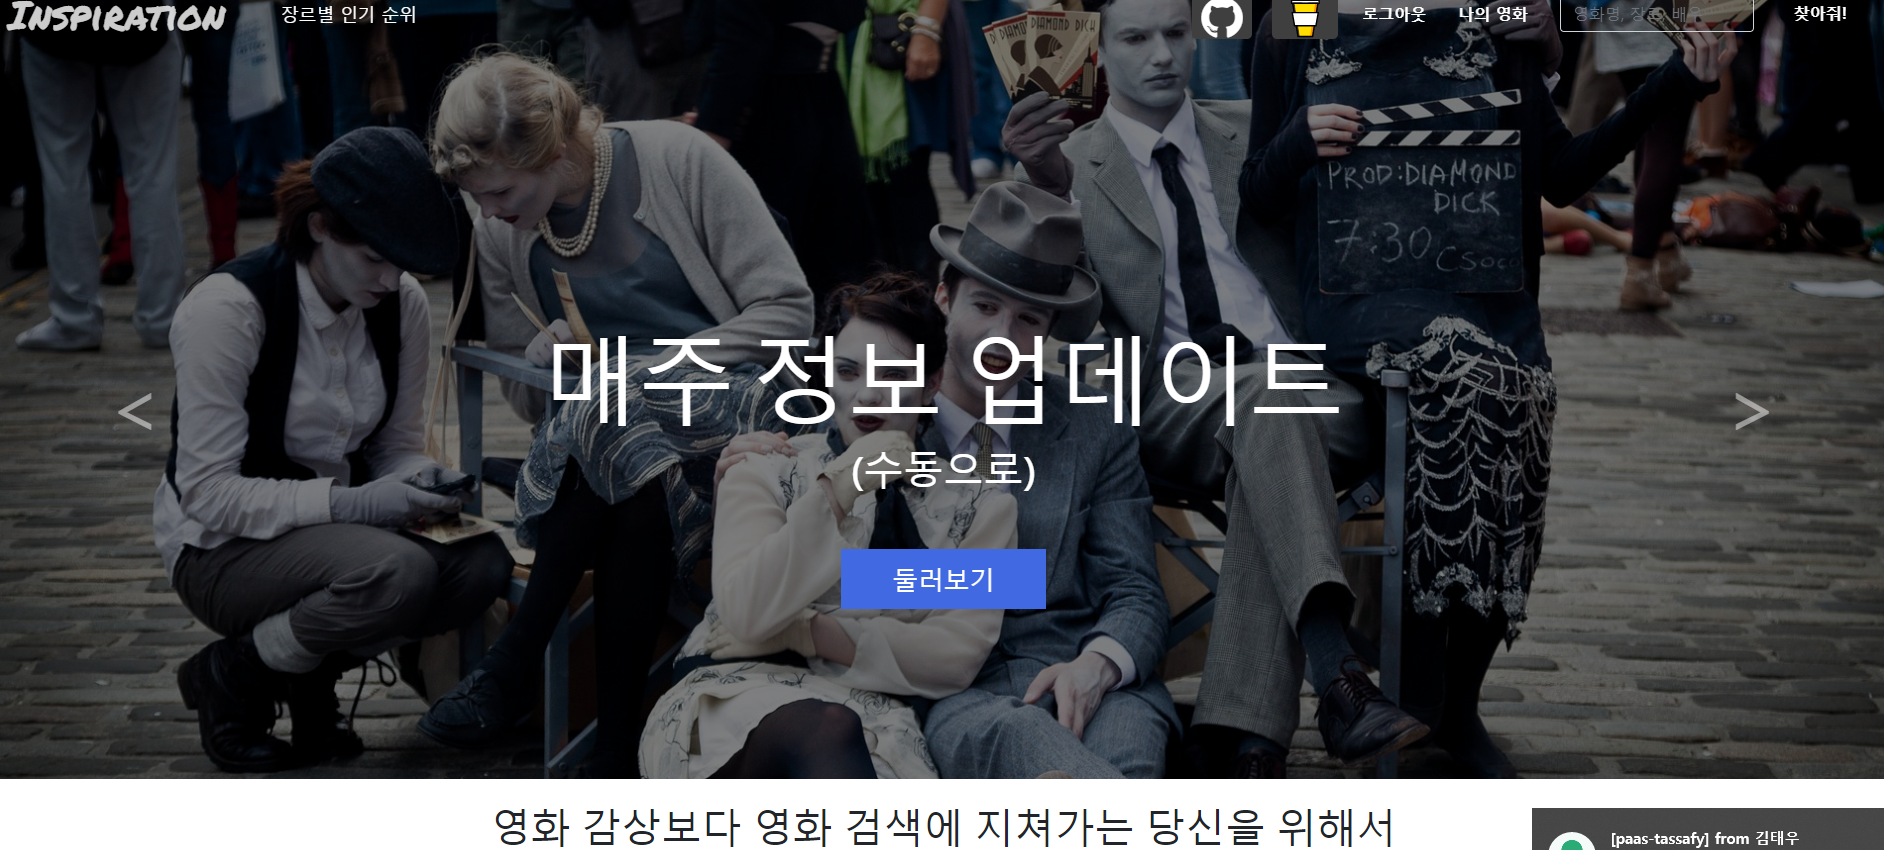 INSPIRATION
장르별 인기 순위
로그아웃
나의 영화
영화명, 장르, 배우
찾아줘!
DIAMOND DICK
PROD:DIAMOND
DICK
7:30
<
매주 정보 업데이트
>
(수동으로)
둘러보기
영화 감상보다 영화 검색에 지쳐가는 당신을 위해서
[paas-tassafy] from 김태우